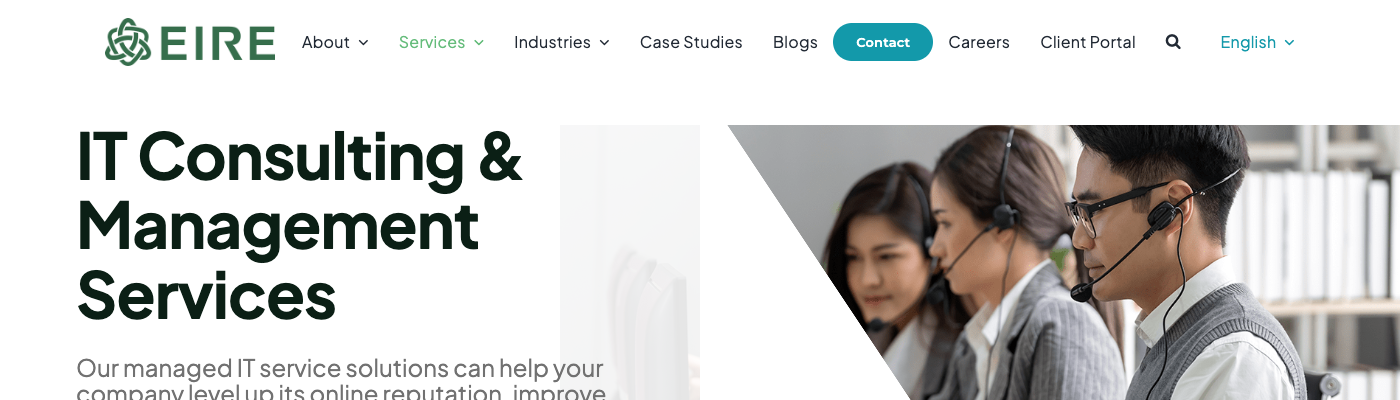 EIRE
About
Services
Industries
Case Studies
Blogs
Contact
Careers
Client Portal
English
IT Consulting &
Management
Services
Our managed IT service solutions can help your
company level up its online reputation, improve